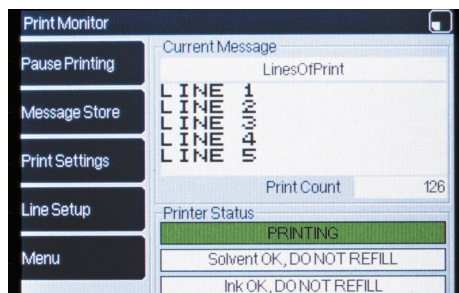 Print Monitor
Pause Printing
Message Store
Print Settings
Line Setup
Menu
Current Message
LinesOfPrint
LINE 1
LINE 2
LINE 3
LINE 4
LINE 5
Print Count 126
Printer Status
PRINTING
Solvent OK, DO NOT REFILL
Ink OK, DO NOT REFILL